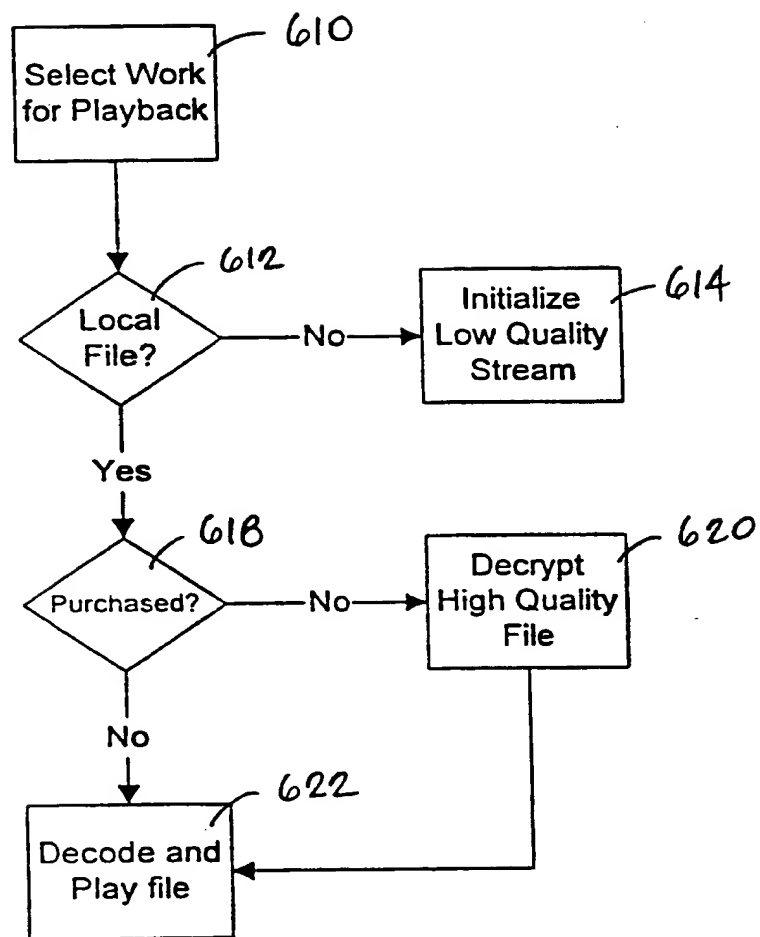 610
Select Work
for Playback
612
Local
File?
No
614
Initialize
Low Quality
Stream
Yes
618
Purchased?
No
620
Decrypt
High Quality
File
No
622
Decode and
Play file